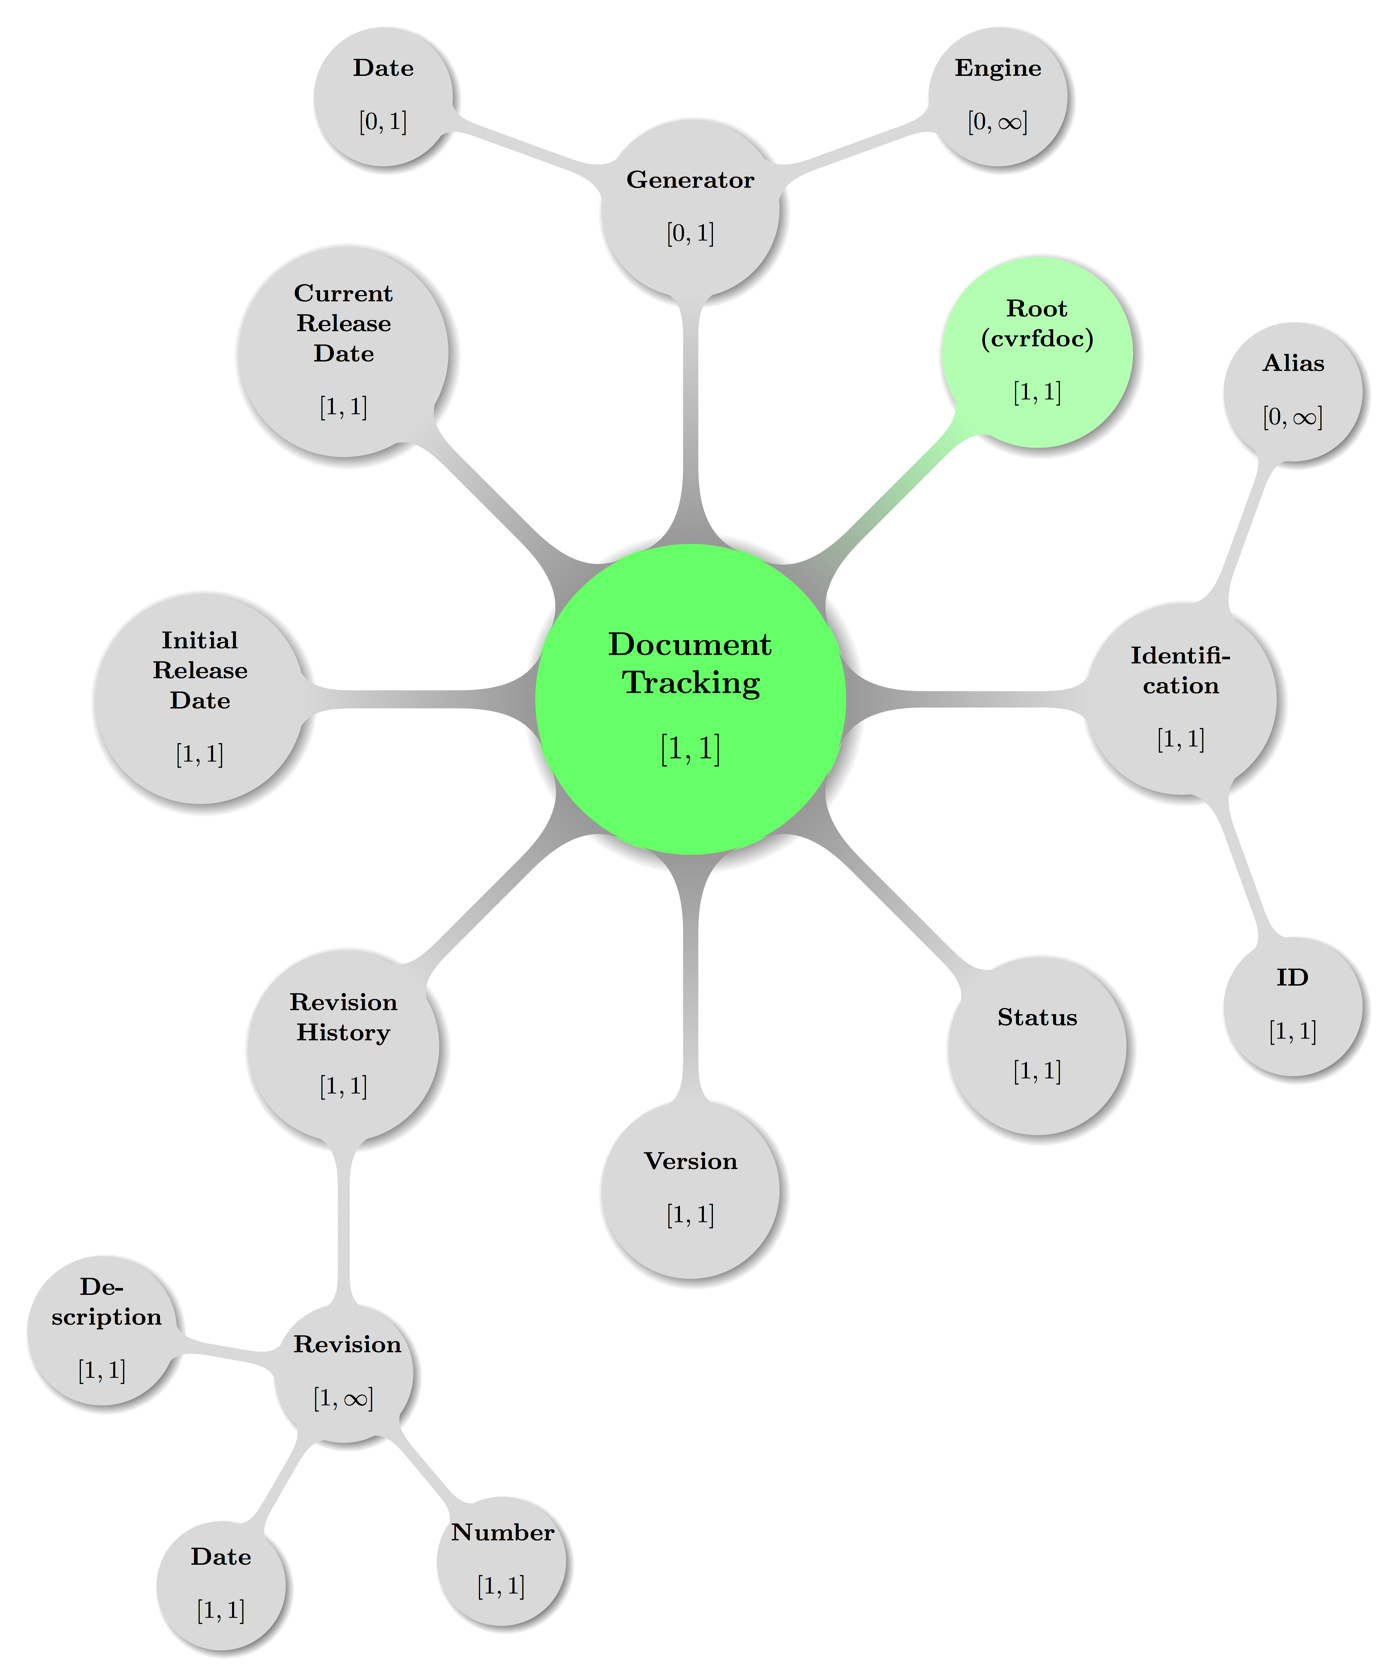 Date
[0, 1]
Engine
[0, ∞]
Generator
[0, 1]
Current
Release
Date
[1, 1]
Root
(cvrfdoc)
[1, 1]
Alias
[0, ∞]
Initial
Release
Date
[1, 1]
Document
Tracking
[1, 1]
Identifi-
cation
[1, 1]
Revision
History
[1, 1]
Status
[1, 1]
ID
[1, 1]
Version
[1, 1]
De-
scription
[1, 1]
Revision
[1, ∞]
Date
[1, 1]
Number
[1, 1]